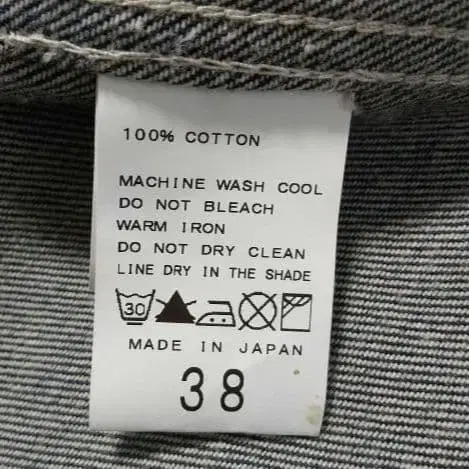 100% COTTON
MACHINE WASH COOL
DO NOT BLEACH
WARM IRON
DO NOT DRY CLEAN
LINE DRY IN THE SHADE
30
MADE IN JAPAN
38